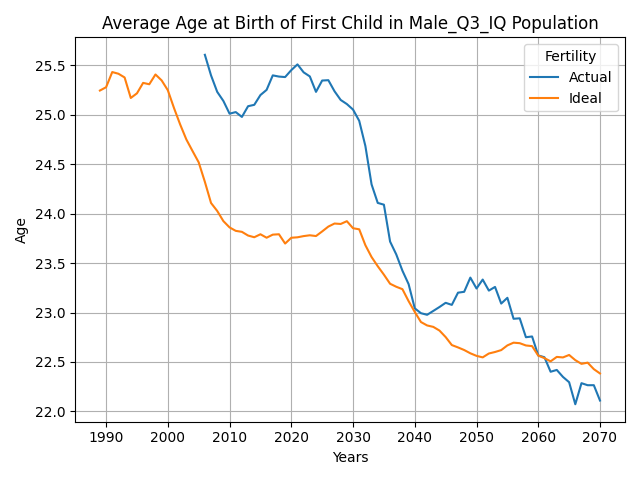 Average Age at Birth of First Child in Male_Q3_IQ Population
Fertility
Actual
Ideal
Age
25.5
25.0
24.5
24.0
23.5
23.0
22.5
22.0
1990 2000 2010 2020 2030 2040 2050 2060 2070
Years